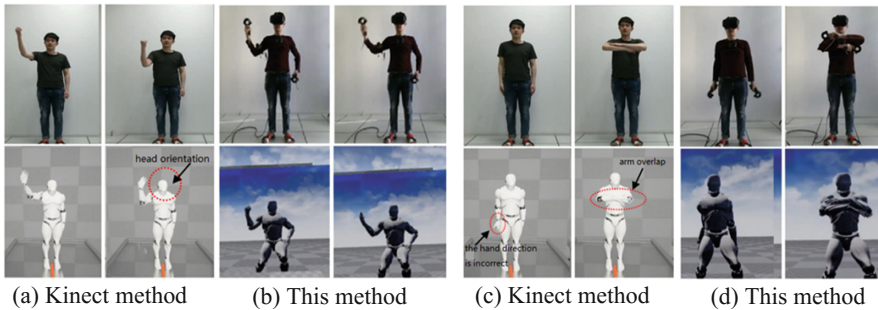 head orientation
arm overlap
the hand direction
is incorrect.
(a) Kinect method
(b) This method
(c) Kinect method
(d) This method